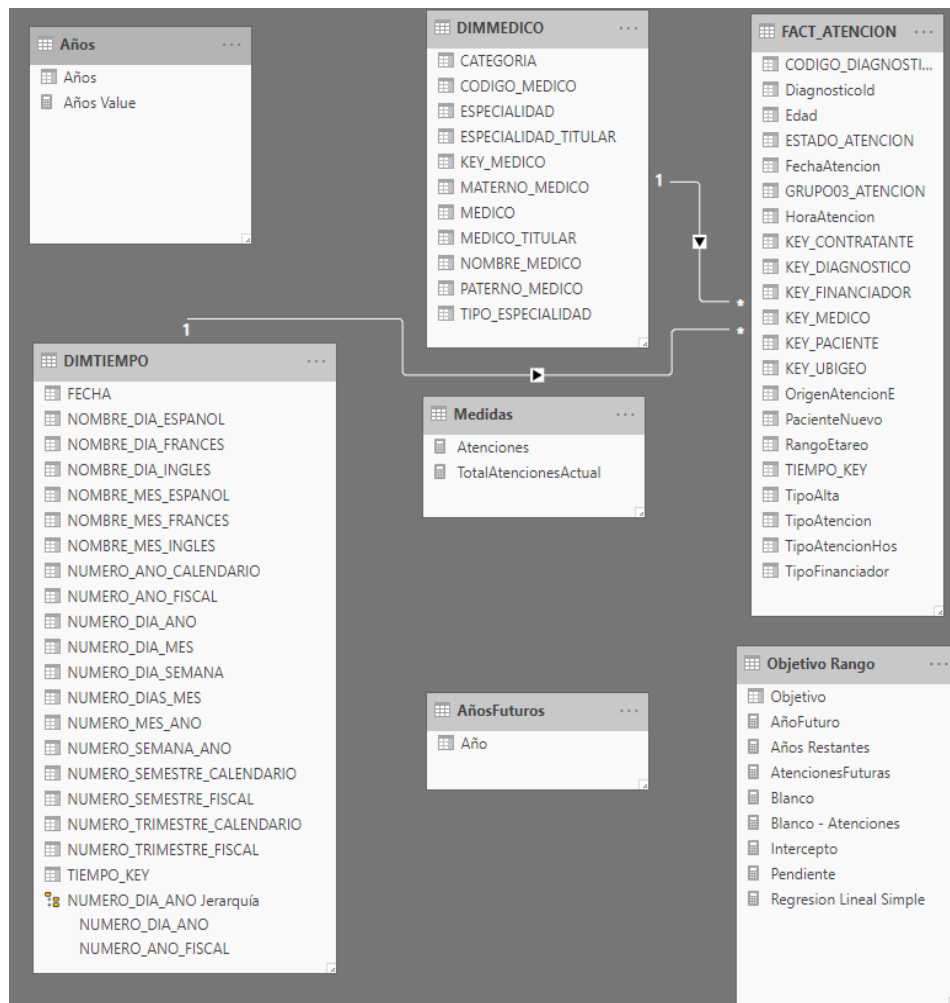 Años
Años
Años Value
DIMMEDICO
CATEGORIA
CODIGO_MEDICO
ESPECIALIDAD
ESPECIALIDAD_TITULAR
KEY_MEDICO
MATERNO_MEDICO
MEDICO
MEDICO_TITULAR
NOMBRE_MEDICO
PATERNO_MEDICO
TIPO_ESPECIALIDAD
FACT_ATENCION
CODIGO_DIAGNOSTI...
DiagnosticoId
Edad
ESTADO_ATENCION
FechaAtencion
GRUPO03_ATENCION
HoraAtencion
KEY_CONTRATANTE
KEY_DIAGNOSTICO
KEY_FINANCIADOR
KEY_MEDICO
KEY_PACIENTE
KEY_UBIGEO
OrigenAtencionE
PacienteNuevo
RangoEtareo
TIEMPO_KEY
TipoAlta
TipoAtencion
TipoAtencionHos
TipoFinanciador
1
*
*
1
DIMTIEMPO
FECHA
NOMBRE_DIA_ESPANOL
NOMBRE_DIA_FRANCES
NOMBRE_DIA_INGLES
NOMBRE_MES_ESPANOL
NOMBRE_MES_FRANCES
NOMBRE_MES_INGLES
NUMERO_ANO_CALENDARIO
NUMERO_ANO_FISCAL
NUMERO_DIA_ANO
NUMERO_DIA_MES
NUMERO_DIA_SEMANA
NUMERO_DIAS_MES
NUMERO_MES_ANO
NUMERO_SEMANA_ANO
NUMERO_SEMESTRE_CALENDARIO
NUMERO_SEMESTRE_FISCAL
NUMERO_TRIMESTRE_CALENDARIO
NUMERO_TRIMESTRE_FISCAL
TIEMPO_KEY
NUMERO_DIA_ANO Jerarquía
NUMERO_DIA_ANO
NUMERO_ANO_FISCAL
Medidas
Atenciones
TotalAtencionesActual
AñosFuturos
Año
Objetivo Rango
Objetivo
AñoFuturo
Años Restantes
AtencionesFuturas
Blanco
Blanco - Atenciones
Intercepto
Pendiente
Regresion Lineal Simple